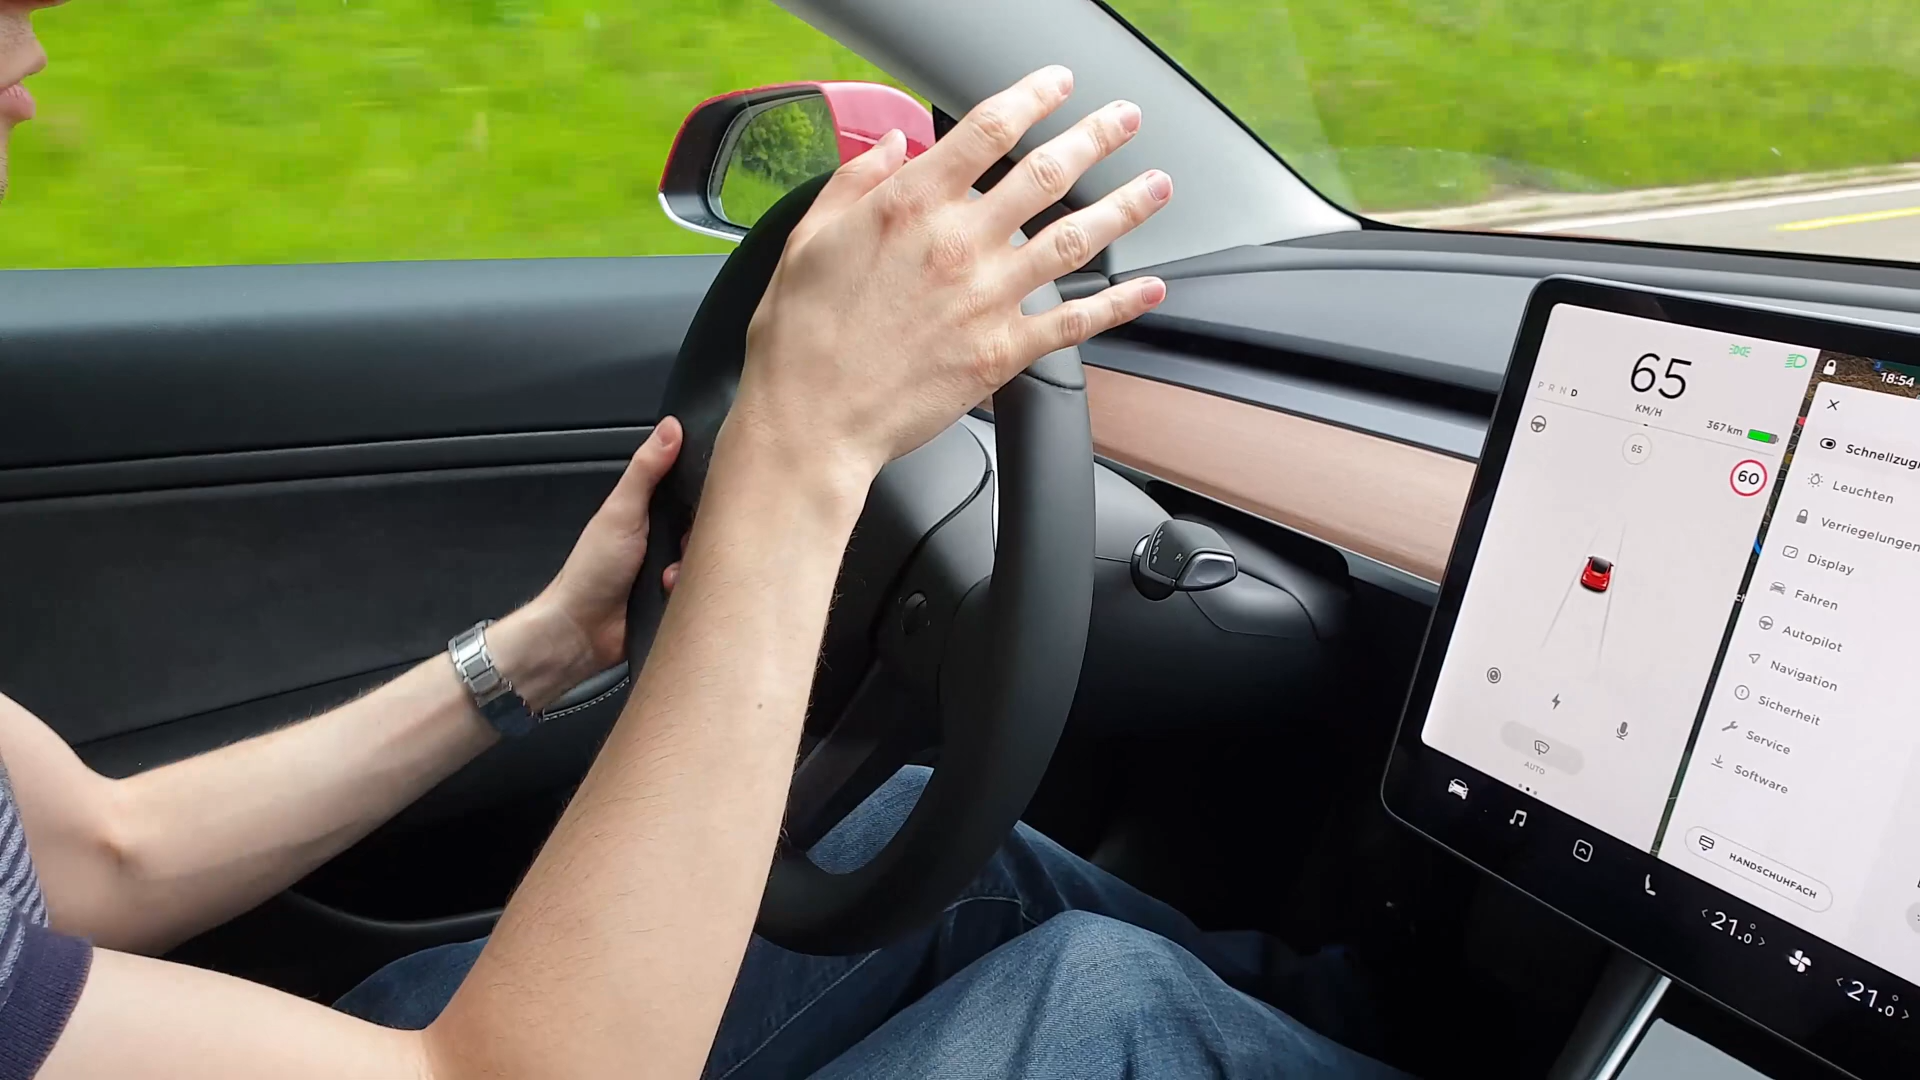 65
KM/H
P R N D
367 km
65
60
AUTO
18:54
Schnellzug
Leuchten
Verriegelungen
Display
Fahren
Autopilot
Navigation
Sicherheit
Service
Software
HANDSCHUHFACH
21.0°
21.0°